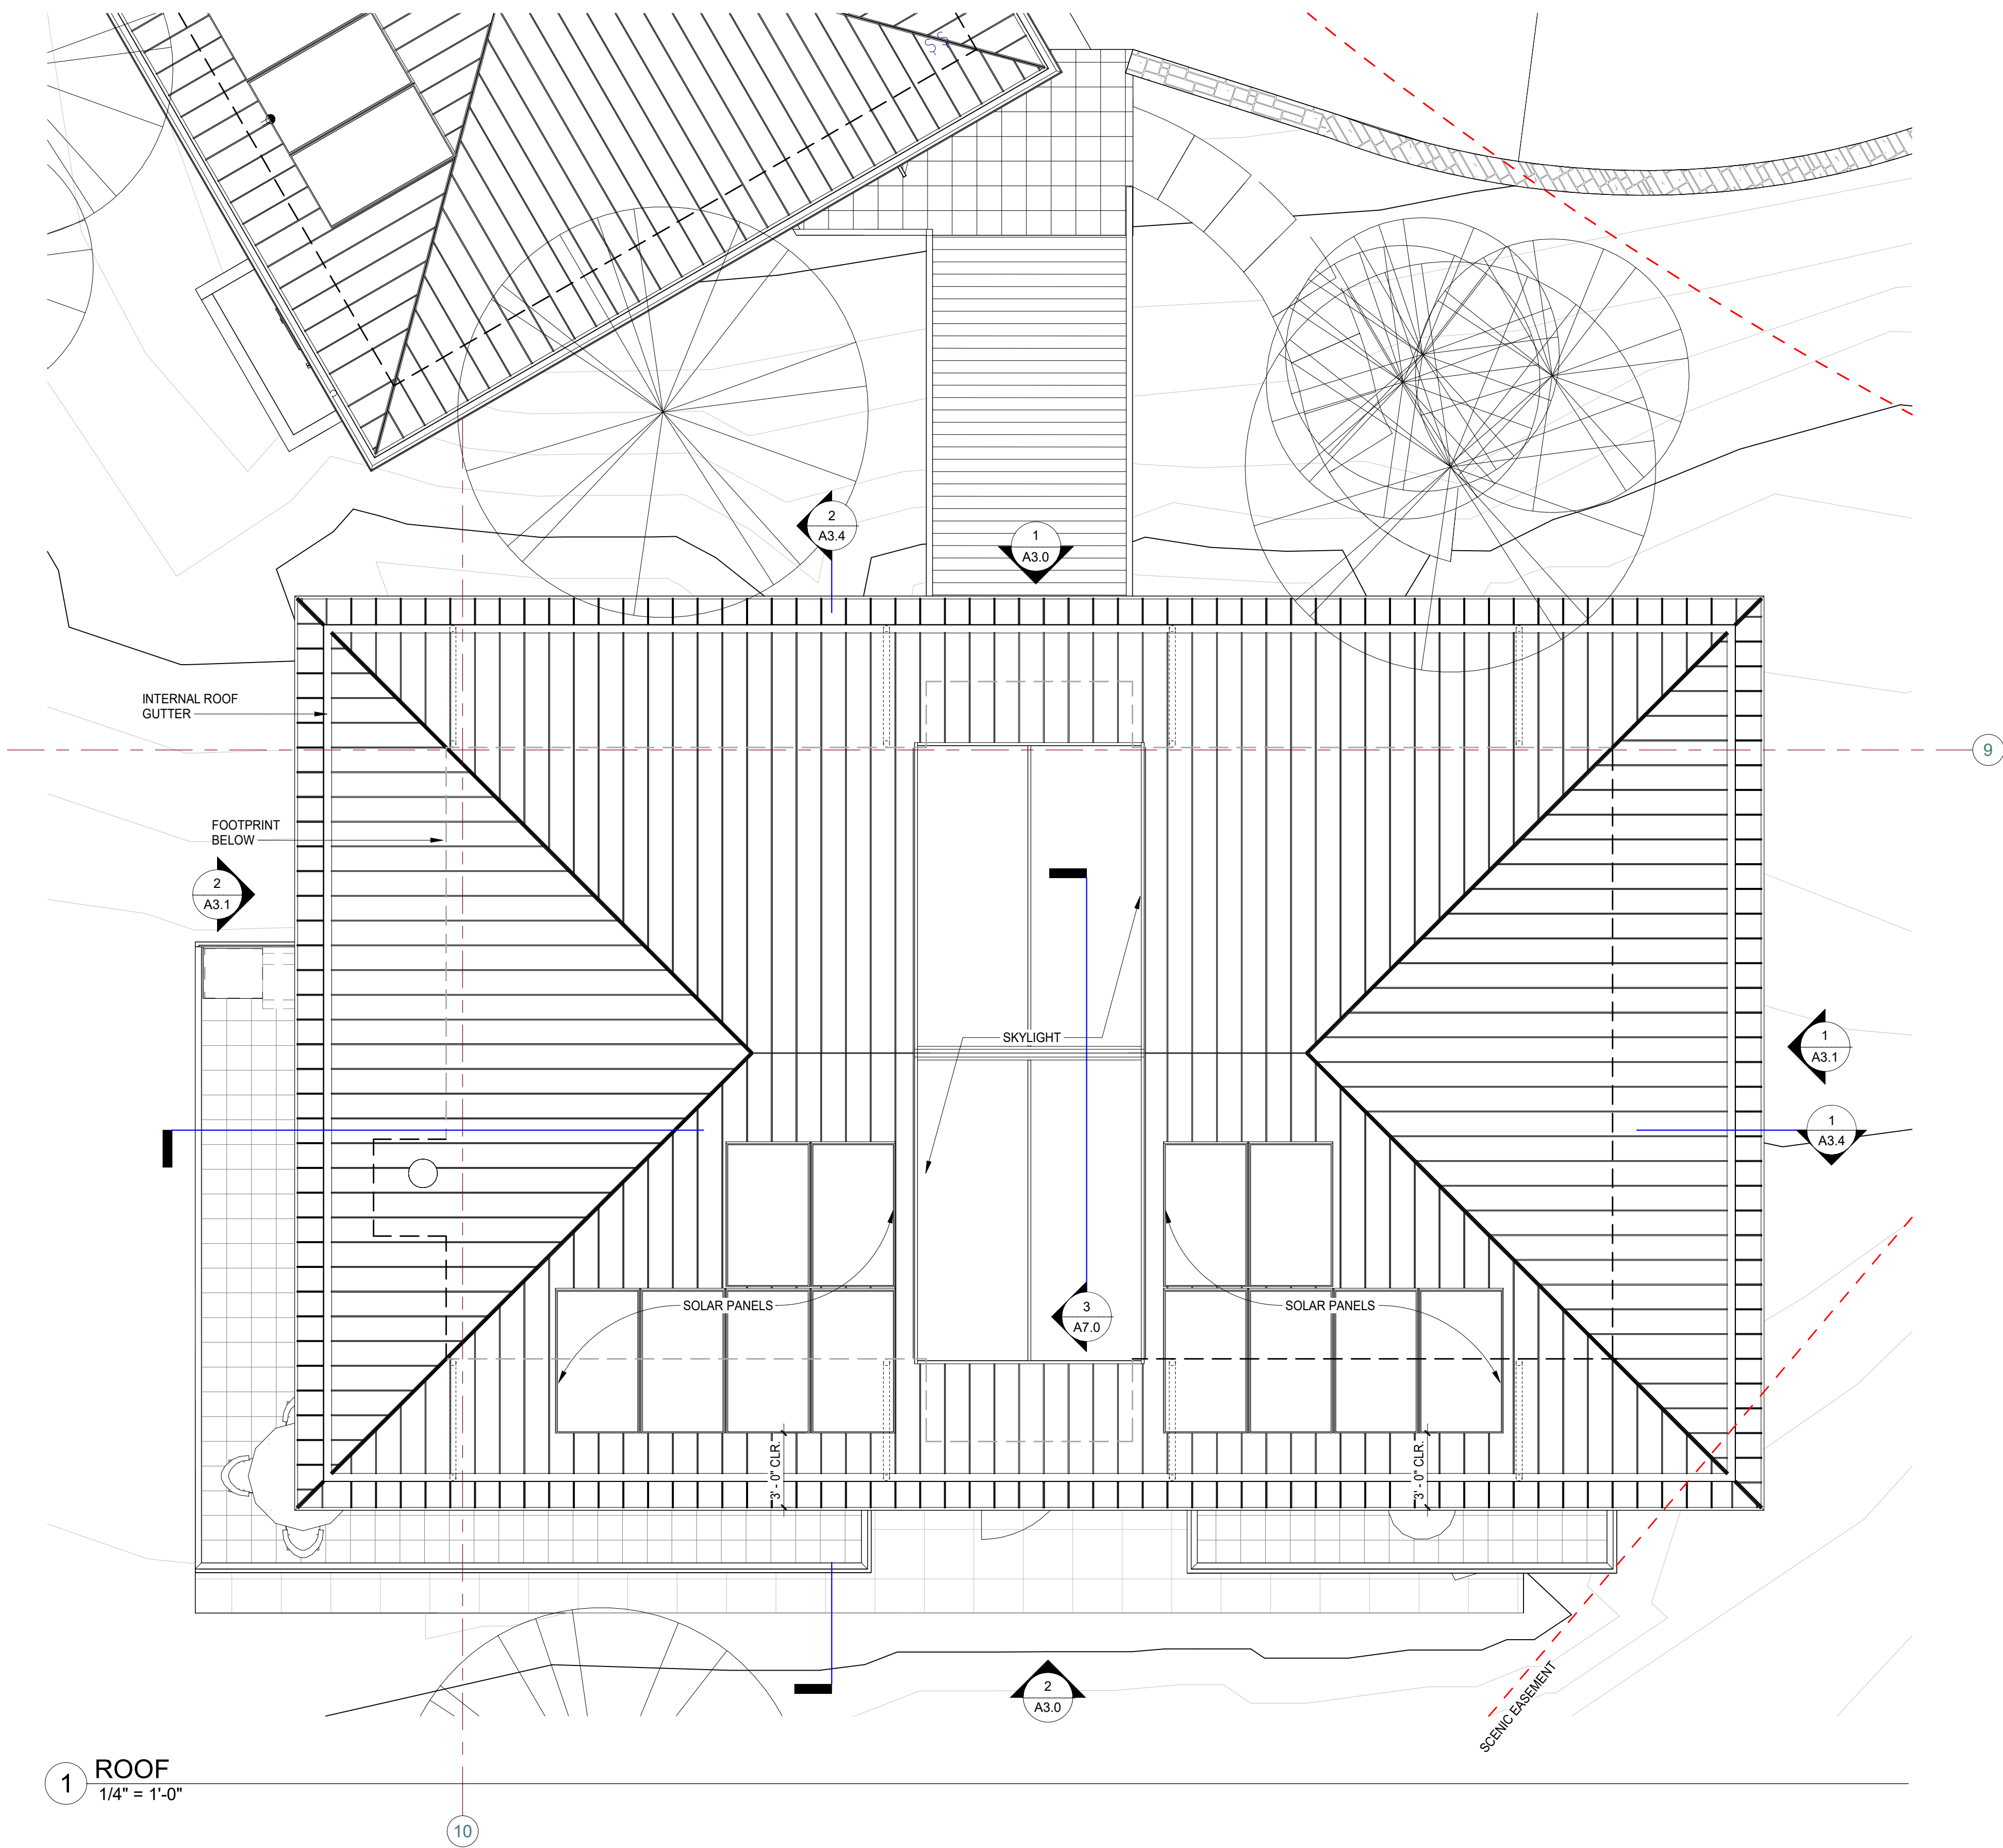 2
A3.4
1
A3.0
INTERNAL ROOF
GUTTER
9
FOOTPRINT
BELOW
2
A3.1
SKYLIGHT
1
A3.1
1
A3.4
SOLAR PANELS
3
A7.0
SOLAR PANELS
3' - 0" CLR.
3' - 0" CLR.
2
A3.0
SCENIC EASEMENT
1
ROOF
1/4" = 1'-0"
10